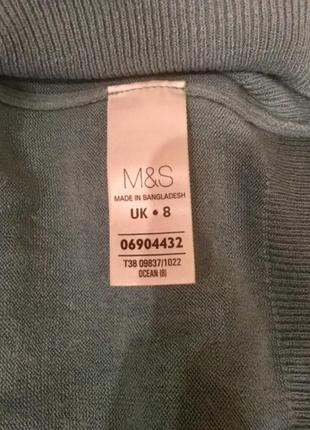 M&S
MADE IN BANGLADESH
UK • 8
06904432
T38 09837/1022
OCEAN (8)